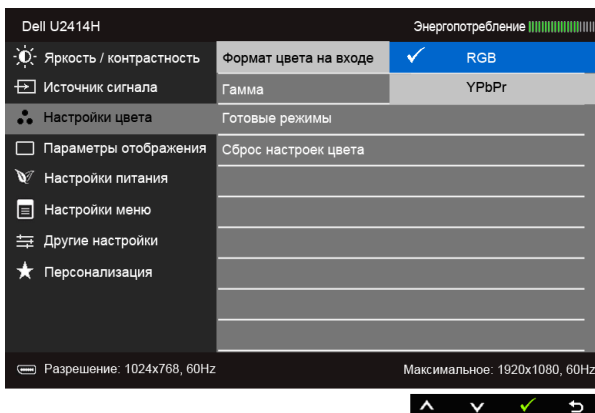 Dell U2414H Энергопотребление
Яркость / контрастность Формат цвета на входе RGB
Источник сигнала Гамма YPbPr
Настройки цвета Готовые режимы
Параметры отображения Сброс настроек цвета
Настройки питания
Настройки меню
Другие настройки
Персонализация
Разрешение: 1024x768, 60Hz Максимальное: 1920x1080, 60Hz